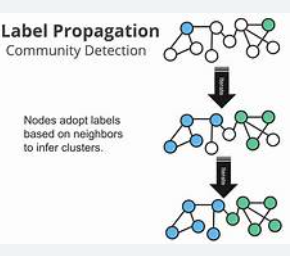 Label Propagation
Community Detection
Nodes adopt labels
based on neighbors
to infer clusters.
Iterate
Iterate